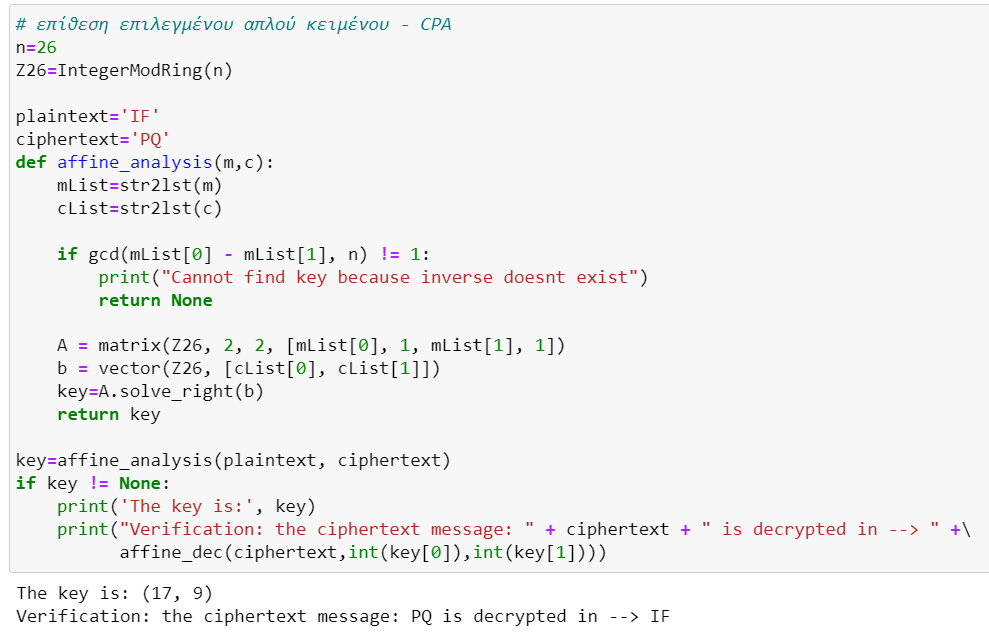 # επίθεση επιλεγμένου απλού κειμένου - CPA
n=26
Z26=IntegerModRing(n)

plaintext='IF'
ciphertext='PQ'
def affine_analysis(m,c):
    mList=str2lst(m)
    cList=str2lst(c)

    if gcd(mList[0] - mList[1], n) != 1:
        print("Cannot find key because inverse doesnt exist")
        return None

    A = matrix(Z26, 2, 2, [mList[0], 1, mList[1], 1])
    b = vector(Z26, [cList[0], cList[1]])
    key=A.solve_right(b)
    return key

key=affine_analysis(plaintext, ciphertext)
if key != None:
    print('The key is:', key)
    print("Verification: the ciphertext message: " + ciphertext + " is decrypted in --> " +\
          affine_dec(ciphertext,int(key[0]),int(key[1])))
The key is: (17, 9)
Verification: the ciphertext message: PQ is decrypted in --> IF